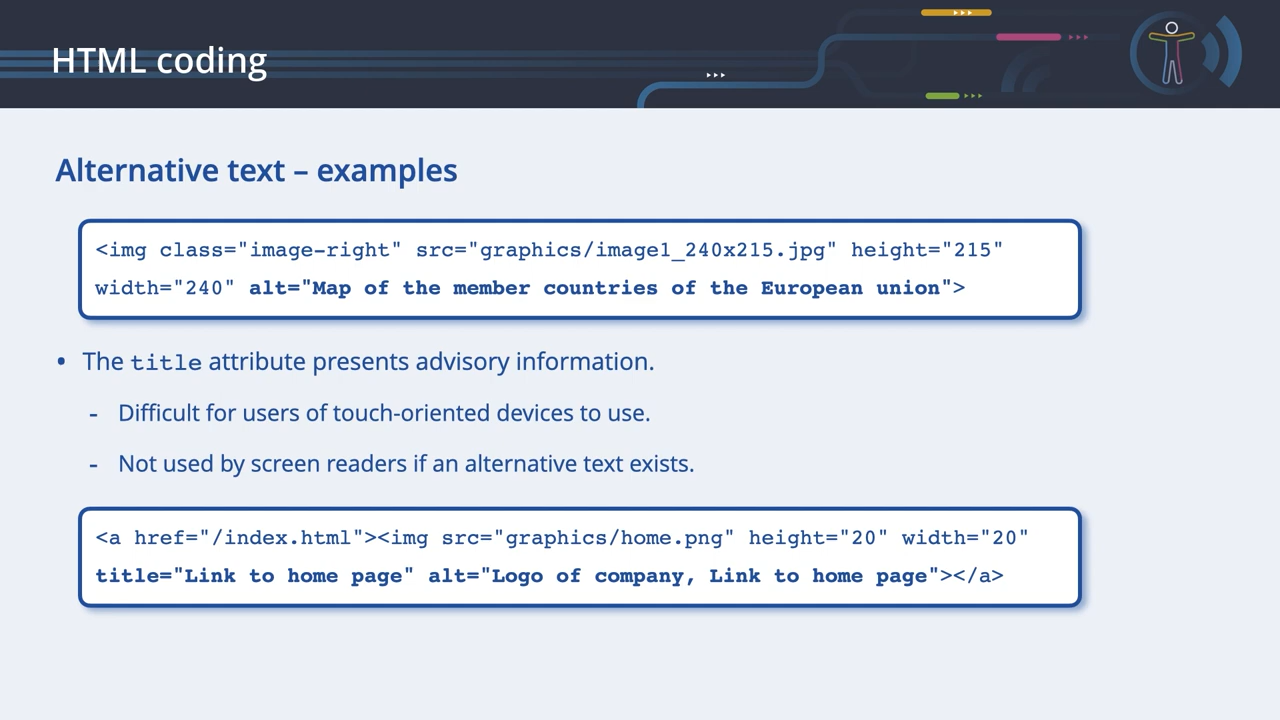 HTML coding
Alternative text – examples
<img class="image-right" src="graphics/image1_240x215.jpg" height="215"
width="240" alt="Map of the member countries of the European union">
• The title attribute presents advisory information.
- Difficult for users of touch-oriented devices to use.
- Not used by screen readers if an alternative text exists.
<a href="/index.html"><img src="graphics/home.png" height="20" width="20"
title="Link to home page" alt="Logo of company, Link to home page"></a>